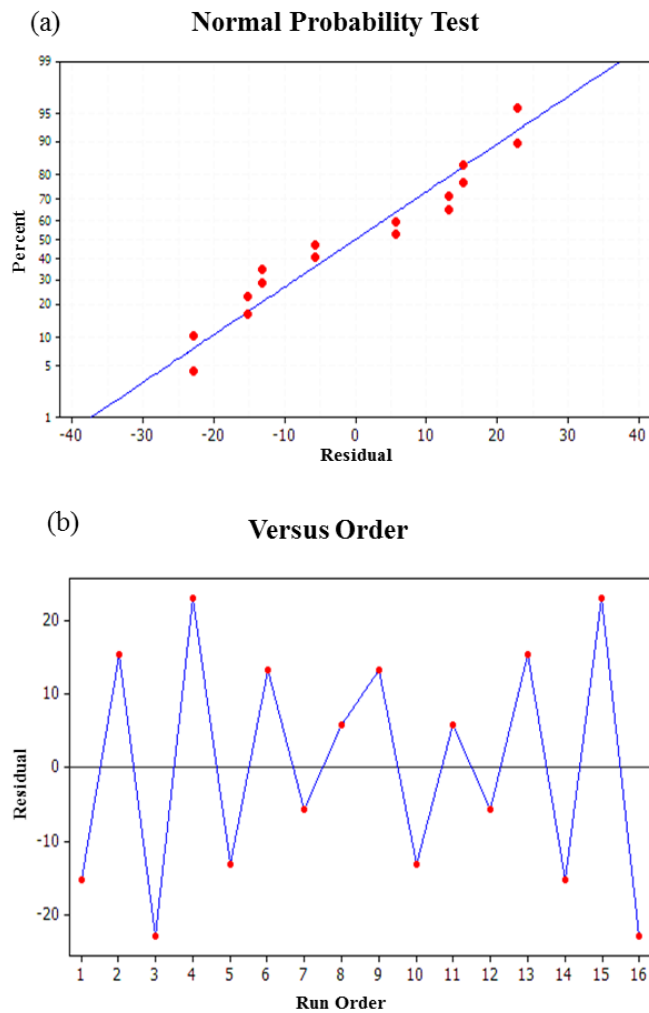 (a)
Normal Probability Test
99
95
90
80
70
60
50
40
30
20
10
5
1
Percent
-40 -30 -20 -10 0 10 20 30 40
Residual
(b)
Versus Order
20
10
0
-10
-20
Residual
1 2 3 4 5 6 7 8 9 10 11 12 13 14 15 16
Run Order